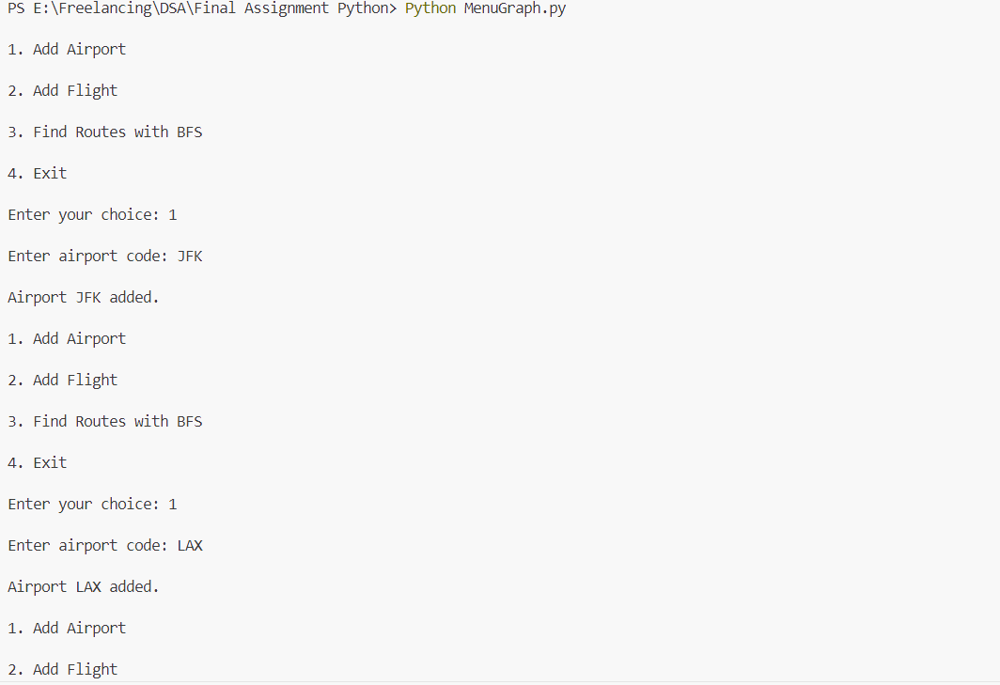 PS E:\Freelancing\DSA\Final Assignment Python> Python MenuGraph.py
1. Add Airport
2. Add Flight
3. Find Routes with BFS
4. Exit
Enter your choice: 1
Enter airport code: JFK
Airport JFK added.
1. Add Airport
2. Add Flight
3. Find Routes with BFS
4. Exit
Enter your choice: 1
Enter airport code: LAX
Airport LAX added.
1. Add Airport
2. Add Flight